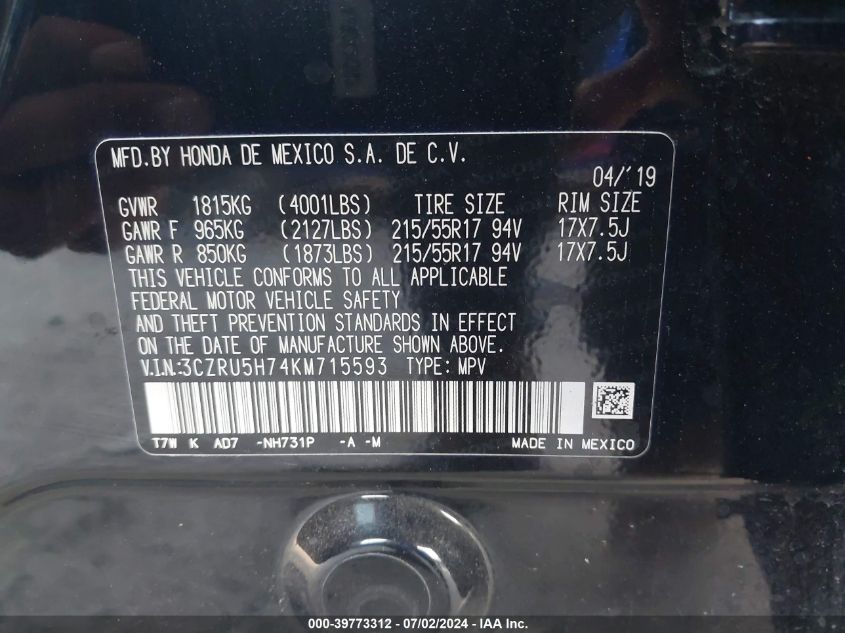 MFD.BY HONDA DE MEXICO S.A. DE C.V.
04/'19
GVWR 1815KG (4001LBS) TIRE SIZE RIM SIZE
GAWR F 965KG (2127LBS) 215/55R17 94V 17X7.5J
GAWR R 850KG (1873LBS) 215/55R17 94V 17X7.5J
THIS VEHICLE CONFORMS TO ALL APPLICABLE
FEDERAL MOTOR VEHICLE SAFETY
AND THEFT PREVENTION STANDARDS IN EFFECT
ON THE DATE OF MANUFACTURE SHOWN ABOVE.
V.I.N:3CZRU5H74KM715593 TYPE: MPV
T7W K AD7 -NH731P -A -M MADE IN MEXICO
000-39773312 - 07/02/2024 - IAA Inc.